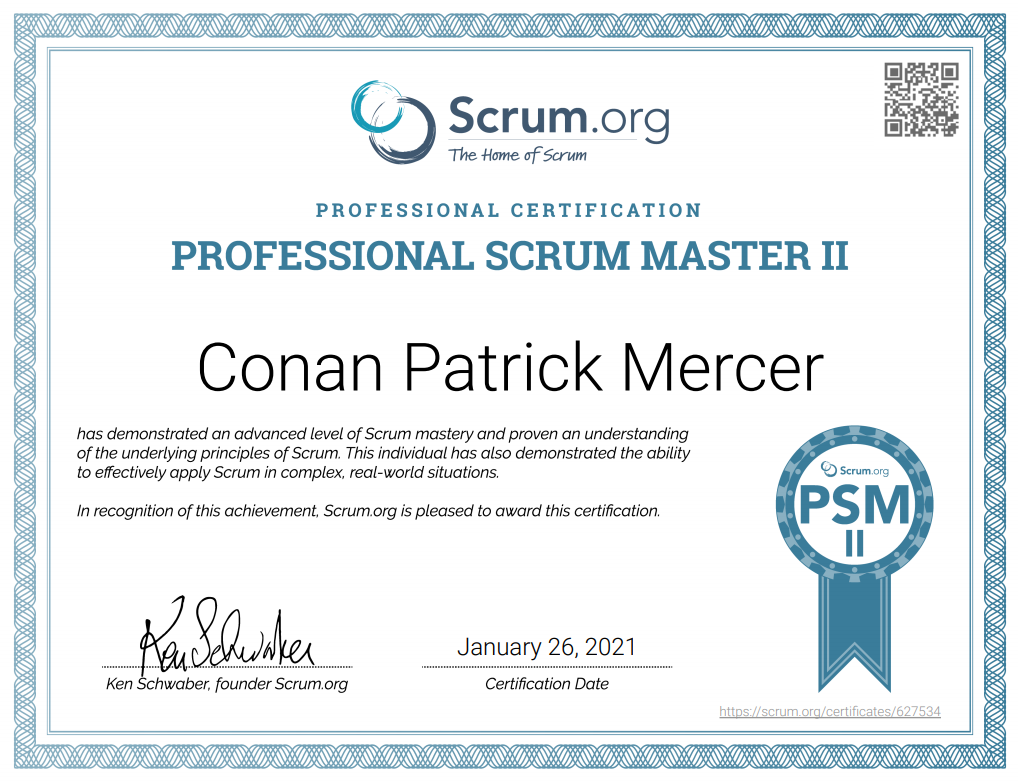 Scrum.org
The Home of Scrum
PROFESSIONAL CERTIFICATION
PROFESSIONAL SCRUM MASTER II
Conan Patrick Mercer
has demonstrated an advanced level of Scrum mastery and proven an understanding
of the underlying principles of Scrum. This individual has also demonstrated the ability
to effectively apply Scrum in complex, real-world situations.
In recognition of this achievement, Scrum.org is pleased to award this certification.
Scrum.org
PSM
II
Ken Schwaber
January 26, 2021
Ken Schwaber, founder Scrum.org
Certification Date
https://scrum.org/certificates/627534